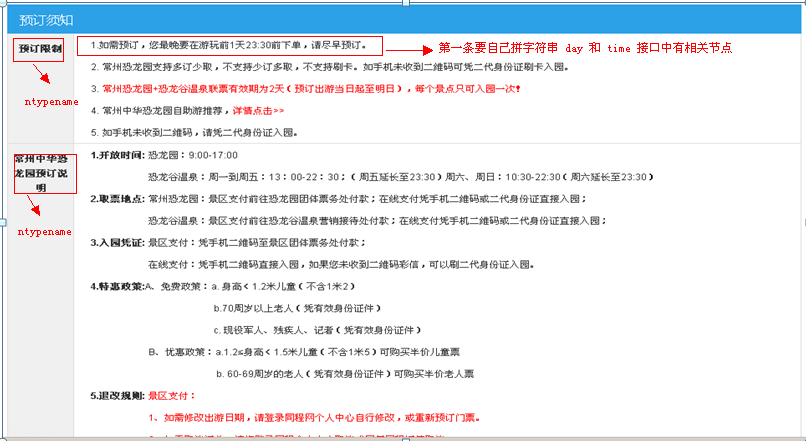 预订须知
预订限制
ntypename
1.如需预订，您最晚要在游玩前1天23:30前下单，请尽早预订。
第一条要自己拼字符串 day 和 time 接口中有相关节点
2. 常州恐龙园支持多订少取，不支持少订多取，不支持刷卡。如手机未收到二维码可凭二代身份证刷卡入园。
3. 常州恐龙园+恐龙谷温泉联票有效期为2天（预订出游当日起至明日），每个景点只可入园一次！
4. 常州中华恐龙园自助游推荐，详情点击>>
5. 如手机未收到二维码，请凭二代身份证入园。
常州中华恐
龙园预订说
明
ntypename
1.开放时间: 恐龙园：9:00-17:00
恐龙谷温泉：周一到周五：13：00-22：30；（周五延长至23:30）周六、周日：10:30-22:30（周六延长至23:30）
2.取票地点: 常州恐龙园：景区支付前往恐龙园团体票务处付款；在线支付凭手机二维码或二代身份证直接入园；
恐龙谷温泉：景区支付前往恐龙谷温泉营销接待处付款；在线支付凭手机二维码或二代身份证直接入园；
3.入园凭证: 景区支付：凭手机二维码至景区团体票务处付款；
在线支付：凭手机二维码直接入园，如果您未收到二维码彩信，可以刷二代身份证入园。
4.特惠政策:A、免费政策：a. 身高< 1.2米儿童（不含1米2）
b.70周岁以上老人（凭有效身份证件）
c. 现役军人、残疾人、记者（凭有效身份证件）
B、优惠政策：a.1.2≤身高< 1.5米儿童（不含1米5）可购买半价儿童票
b. 60-69周岁的老人（凭有效身份证件）可购买半价老人票
5.退改规则: 景区支付：
1、如需修改出游日期，请登录同程网个人中心自行修改，或重新预订门票。